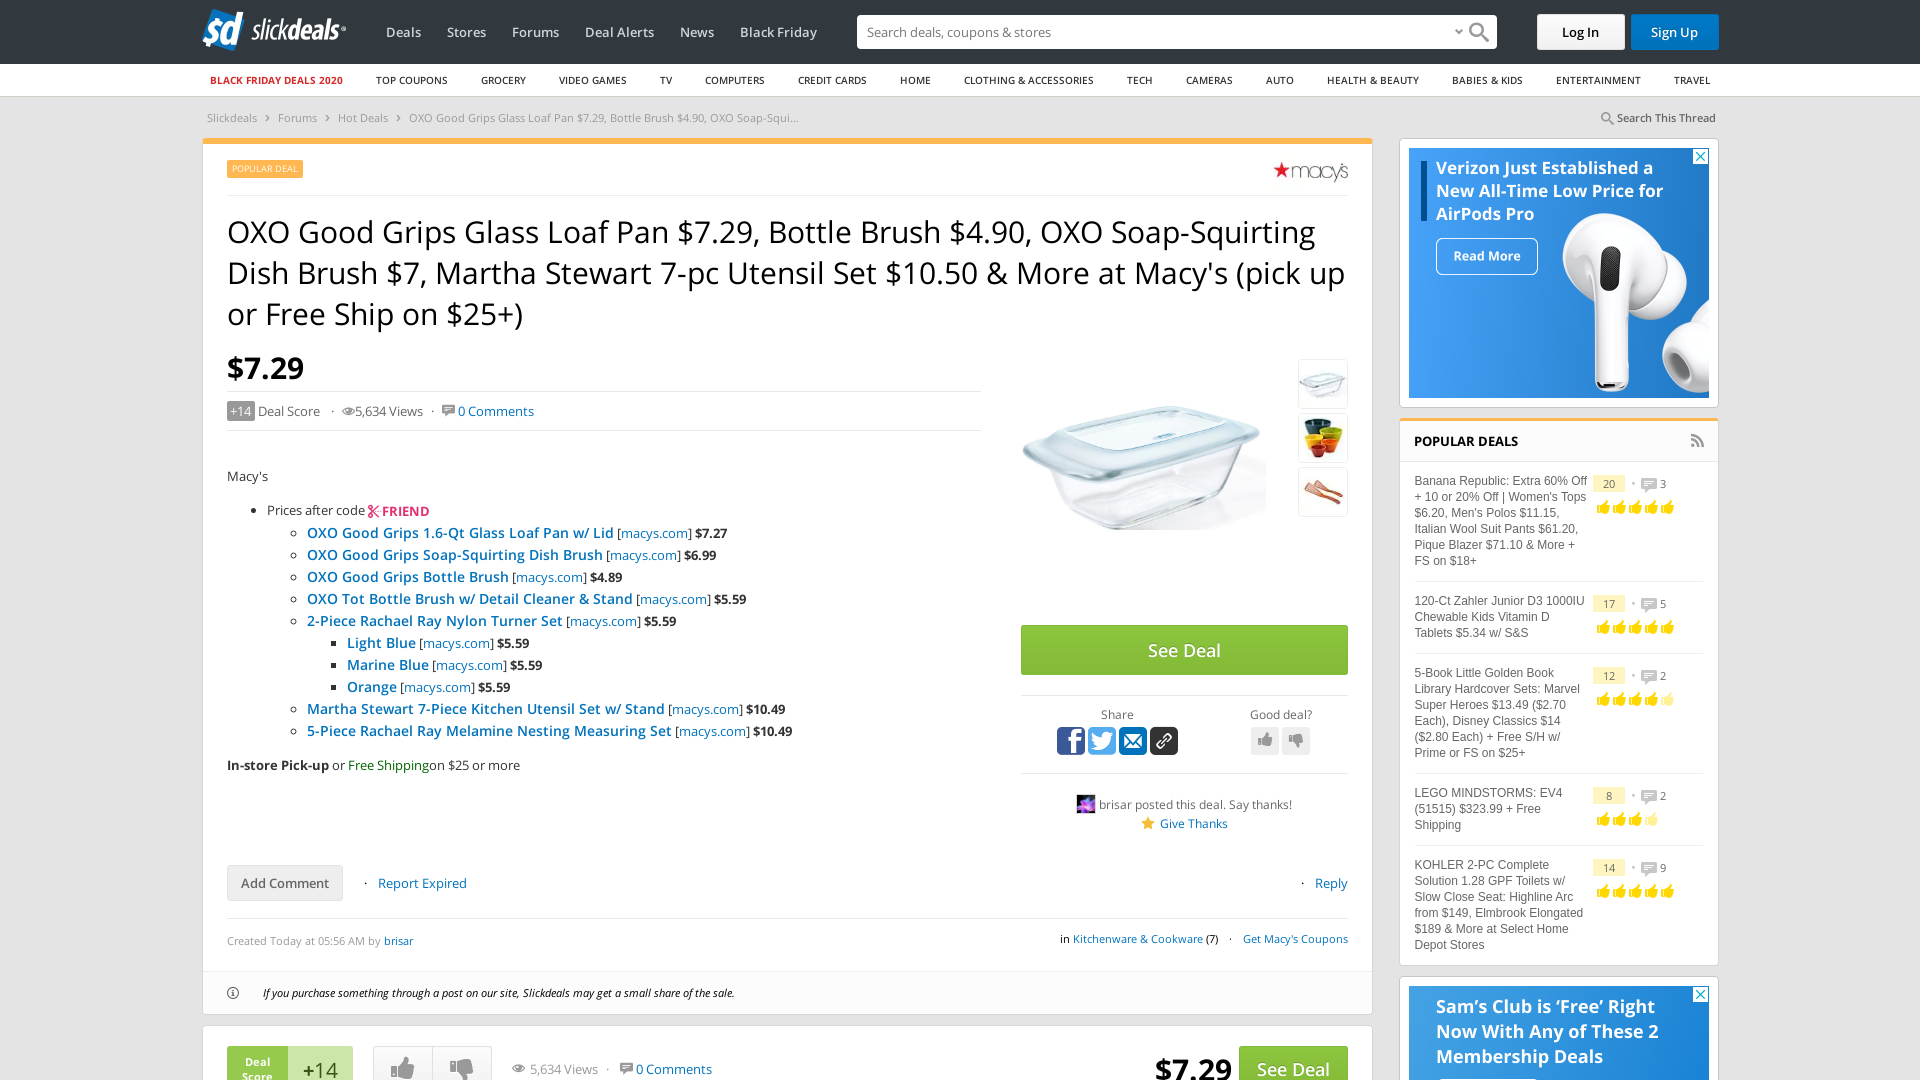 slickdeals
Deals
Stores
Forums
Deal Alerts
News
Black Friday
Search deals, coupons & stores
Log In
Sign Up
BLACK FRIDAY DEALS 2020
TOP COUPONS
GROCERY
VIDEO GAMES
TV
COMPUTERS
CREDIT CARDS
HOME
CLOTHING & ACCESSORIES
TECH
CAMERAS
AUTO
HEALTH & BEAUTY
BABIES & KIDS
ENTERTAINMENT
TRAVEL
Slickdeals › Forums › Hot Deals › OXO Good Grips Glass Loaf Pan $7.29, Bottle Brush $4.90, OXO Soap-Squi...
Search This Thread
POPULAR DEAL
macy's
OXO Good Grips Glass Loaf Pan $7.29, Bottle Brush $4.90, OXO Soap-Squirting
Dish Brush $7, Martha Stewart 7-pc Utensil Set $10.50 & More at Macy's (pick up
or Free Ship on $25+)
$7.29
+14 Deal Score · 5,634 Views · 0 Comments
Macy's
Prices after code FRIEND
OXO Good Grips 1.6-Qt Glass Loaf Pan w/ Lid [macys.com] $7.27
OXO Good Grips Soap-Squirting Dish Brush [macys.com] $6.99
OXO Good Grips Bottle Brush [macys.com] $4.89
OXO Tot Bottle Brush w/ Detail Cleaner & Stand [macys.com] $5.59
2-Piece Rachael Ray Nylon Turner Set [macys.com] $5.59
Light Blue [macys.com] $5.59
Marine Blue [macys.com] $5.59
Orange [macys.com] $5.59
Martha Stewart 7-Piece Kitchen Utensil Set w/ Stand [macys.com] $10.49
5-Piece Rachael Ray Melamine Nesting Measuring Set [macys.com] $10.49
In-store Pick-up or Free Shippingon $25 or more
See Deal
Share
Good deal?
brisar posted this deal. Say thanks!
Give Thanks
Add Comment
· Report Expired
· Reply
Created Today at 05:56 AM by brisar
in Kitchenware & Cookware (7) · Get Macy's Coupons
If you purchase something through a post on our site, Slickdeals may get a small share of the sale.
Deal
Score
+14
5,634 Views · 0 Comments
$7.29
See Deal
Verizon Just Established a
New All-Time Low Price for
AirPods Pro
Read More
POPULAR DEALS
Banana Republic: Extra 60% Off
+ 10 or 20% Off | Women's Tops
$6.20, Men's Polos $11.15,
Italian Wool Suit Pants $61.20,
Pique Blazer $71.10 & More +
FS on $18+
20 • 3
120-Ct Zahler Junior D3 1000IU
Chewable Kids Vitamin D
Tablets $5.34 w/ S&S
17 • 5
5-Book Little Golden Book
Library Hardcover Sets: Marvel
Super Heroes $13.49 ($2.70
Each), Disney Classics $14
($2.80 Each) + Free S/H w/
Prime or FS on $25+
12 • 2
LEGO MINDSTORMS: EV4
(51515) $323.99 + Free
Shipping
8 • 2
KOHLER 2-PC Complete
Solution 1.28 GPF Toilets w/
Slow Close Seat: Highline Arc
from $149, Elmbrook Elongated
$189 & More at Select Home
Depot Stores
14 • 9
Sam's Club is 'Free' Right
Now With Any of These 2
Membership Deals